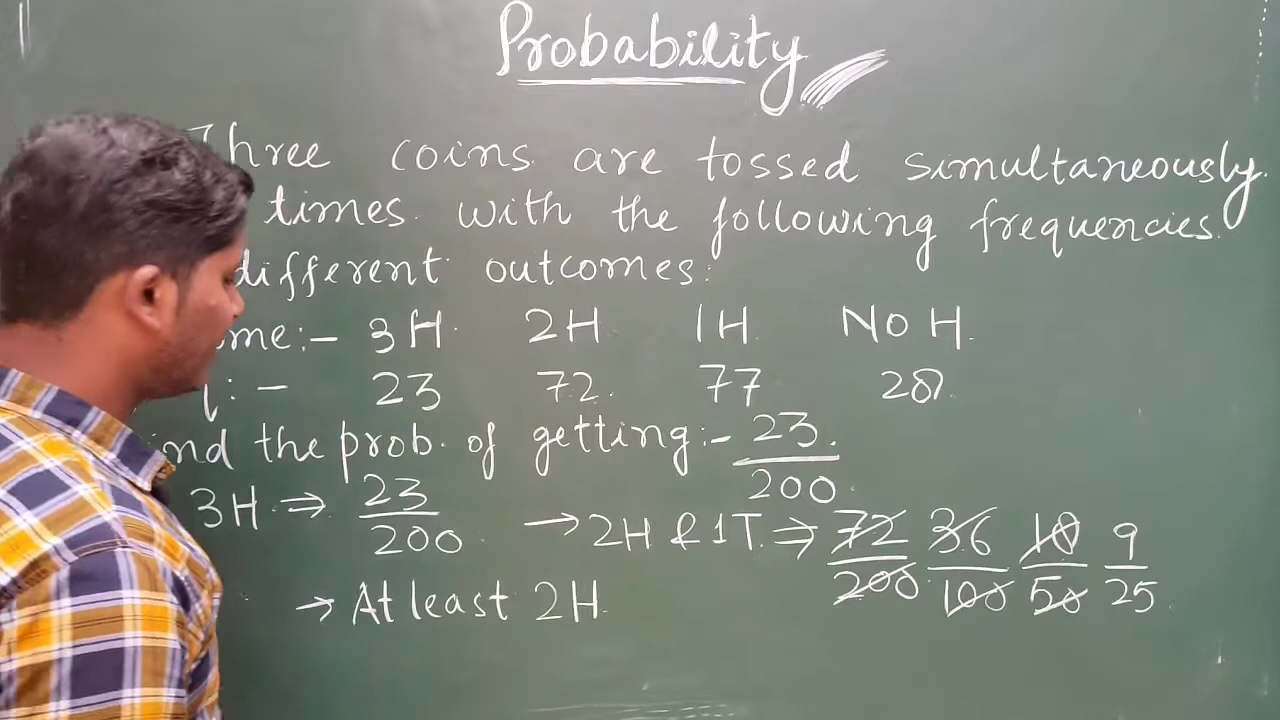 Probability
Three coins are tossed simultaneously.
times with the following frequencies.
different outcomes:
me:- 3H 2H 1H No H.
:- 23 72 77 28
nd the prob. of getting:- 23/200
3H ⇒ 23/200 → 2H & 1T ⇒ 72/200 36/100 18/50 9/25
→ At least 2H.